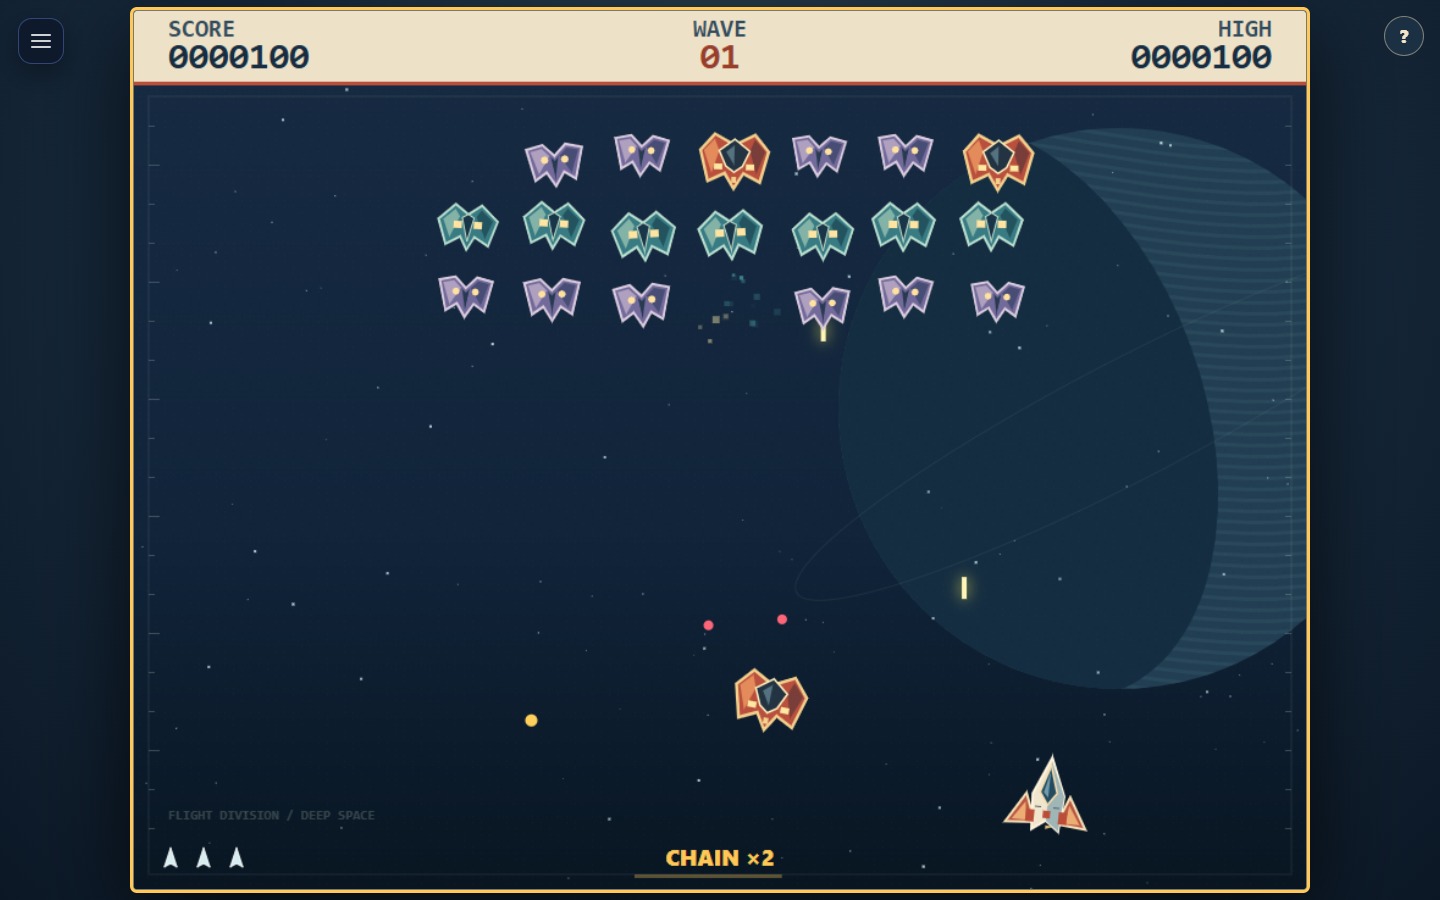 SCORE
0000100
WAVE
01
HIGH
0000100
?
FLIGHT DIVISION / DEEP SPACE
CHAIN ×2